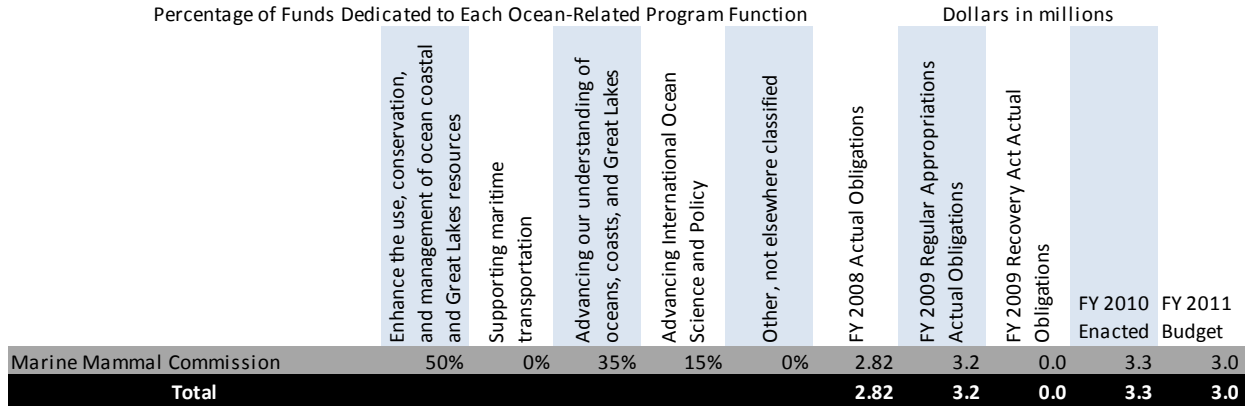 Percentage of Funds Dedicated to Each Ocean-Related Program Function Dollars in millions
Enhance the use, conservation,
and management of ocean coastal
and Great Lakes resources
Supporting maritime
transportation
Advancing our understanding of
oceans, coasts, and Great Lakes
Advancing International Ocean
Science and Policy
Other, not elsewhere classified
FY 2008 Actual Obligations
FY 2009 Regular Appropriations
Actual Obligations
FY 2009 Recovery Act Actual
Obligations
FY 2010
Enacted
FY 2011
Budget
Marine Mammal Commission 50% 0% 35% 15% 0% 2.82 3.2 0.0 3.3 3.0
Total 2.82 3.2 0.0 3.3 3.0